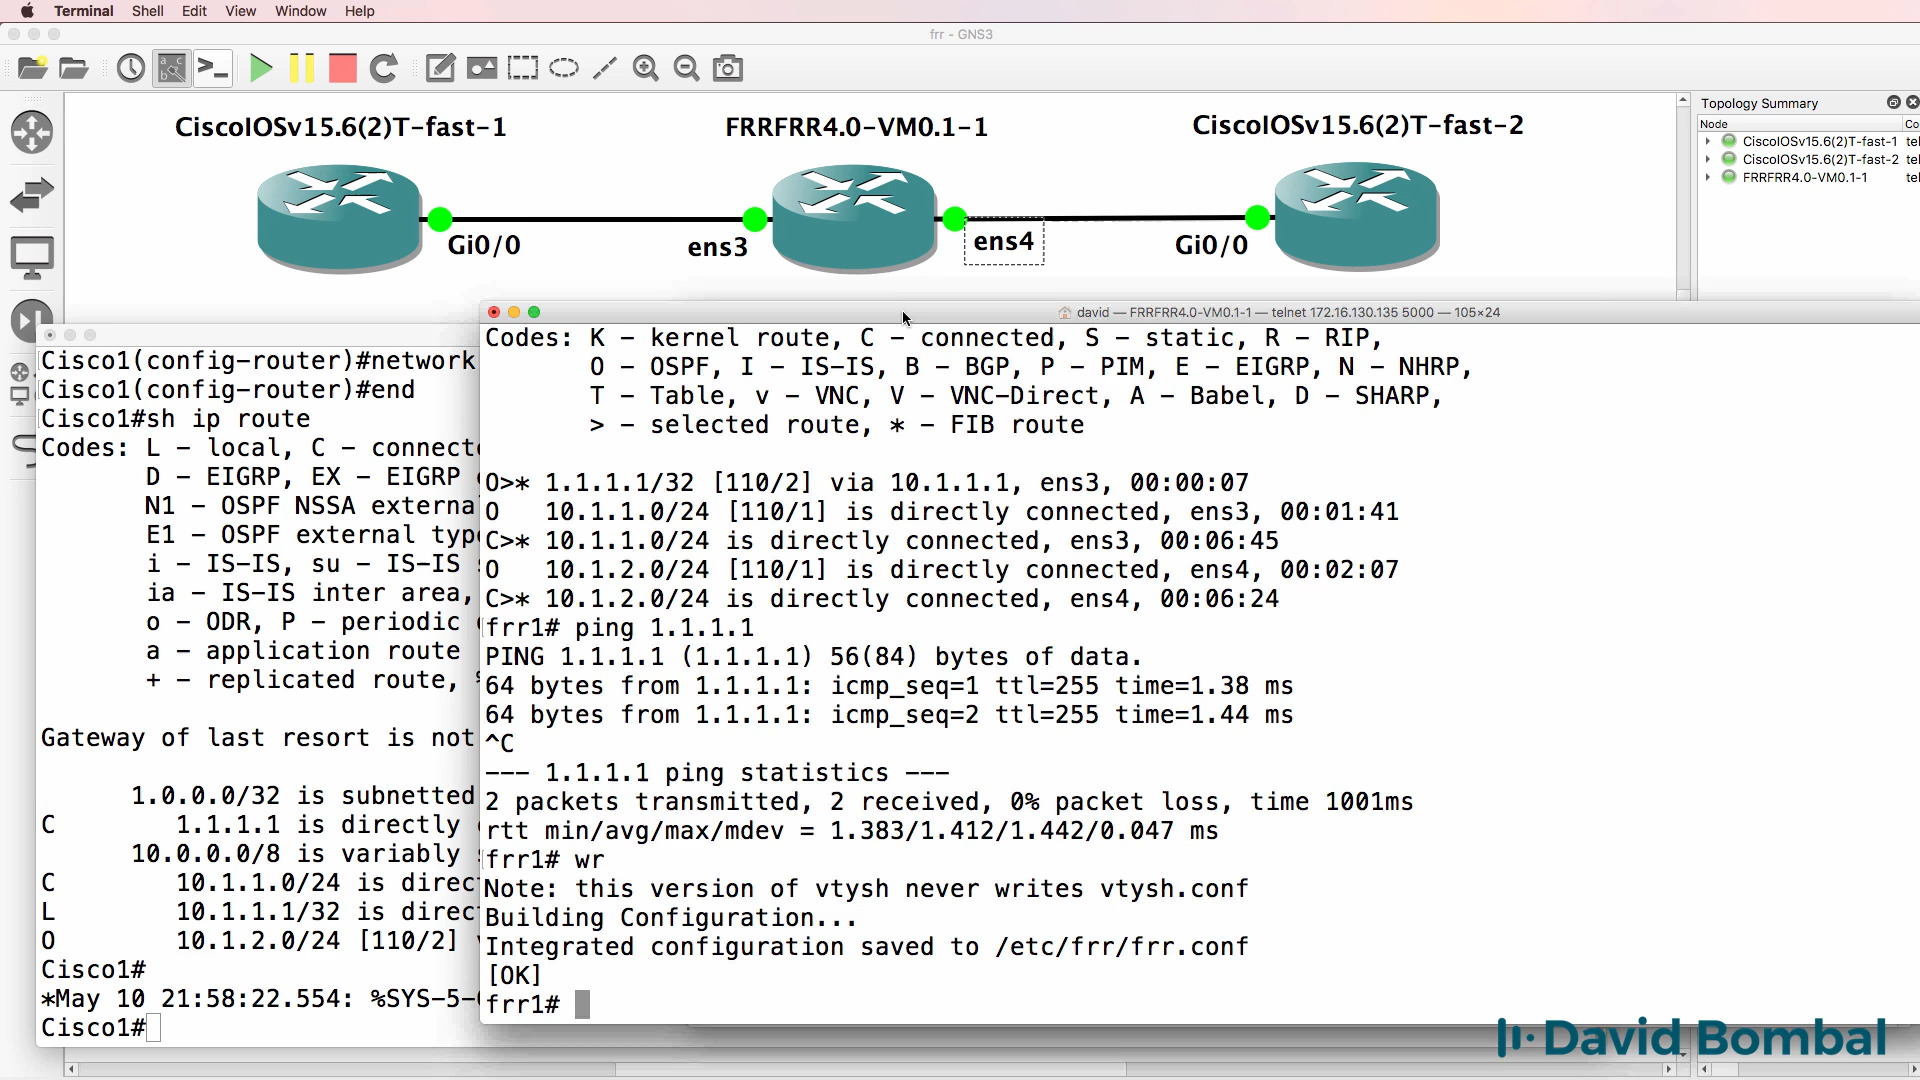 Terminal Shell Edit View Window Help
frr - GNS3
CiscoIOSv15.6(2)T-fast-1
FRRFRR4.0-VM0.1-1
CiscoIOSv15.6(2)T-fast-2
Gi0/0
ens3
ens4
Gi0/0
Topology Summary
Node Co
CiscoIOSv15.6(2)T-fast-1 tel
CiscoIOSv15.6(2)T-fast-2 tel
FRRFRR4.0-VM0.1-1 tel
Cisco1(config-router)#network
Cisco1(config-router)#end
Cisco1#sh ip route
Codes: L - local, C - connect
D - EIGRP, EX - EIGRP
N1 - OSPF NSSA externa
E1 - OSPF external typ
i - IS-IS, su - IS-IS
ia - IS-IS inter area,
o - ODR, P - periodic
a - application route
+ - replicated route,
Gateway of last resort is not
1.0.0.0/32 is subnetted
C 1.1.1.1 is directly
10.0.0.0/8 is variably
C 10.1.1.0/24 is direc
L 10.1.1.1/32 is direc
O 10.1.2.0/24 [110/2]
Cisco1#
*May 10 21:58:22.554: %SYS-5-
Cisco1#
david — FRRFRR4.0-VM0.1-1 — telnet 172.16.130.135 5000 — 105×24
Codes: K - kernel route, C - connected, S - static, R - RIP,
O - OSPF, I - IS-IS, B - BGP, P - PIM, E - EIGRP, N - NHRP,
T - Table, v - VNC, V - VNC-Direct, A - Babel, D - SHARP,
> - selected route, * - FIB route
O>* 1.1.1.1/32 [110/2] via 10.1.1.1, ens3, 00:00:07
O 10.1.1.0/24 [110/1] is directly connected, ens3, 00:01:41
C>* 10.1.1.0/24 is directly connected, ens3, 00:06:45
O 10.1.2.0/24 [110/1] is directly connected, ens4, 00:02:07
C>* 10.1.2.0/24 is directly connected, ens4, 00:06:24
frr1# ping 1.1.1.1
PING 1.1.1.1 (1.1.1.1) 56(84) bytes of data.
64 bytes from 1.1.1.1: icmp_seq=1 ttl=255 time=1.38 ms
64 bytes from 1.1.1.1: icmp_seq=2 ttl=255 time=1.44 ms
^C
--- 1.1.1.1 ping statistics ---
2 packets transmitted, 2 received, 0% packet loss, time 1001ms
rtt min/avg/max/mdev = 1.383/1.412/1.442/0.047 ms
frr1# wr
Note: this version of vtysh never writes vtysh.conf
Building Configuration...
Integrated configuration saved to /etc/frr/frr.conf
[OK]
frr1#
David Bombal